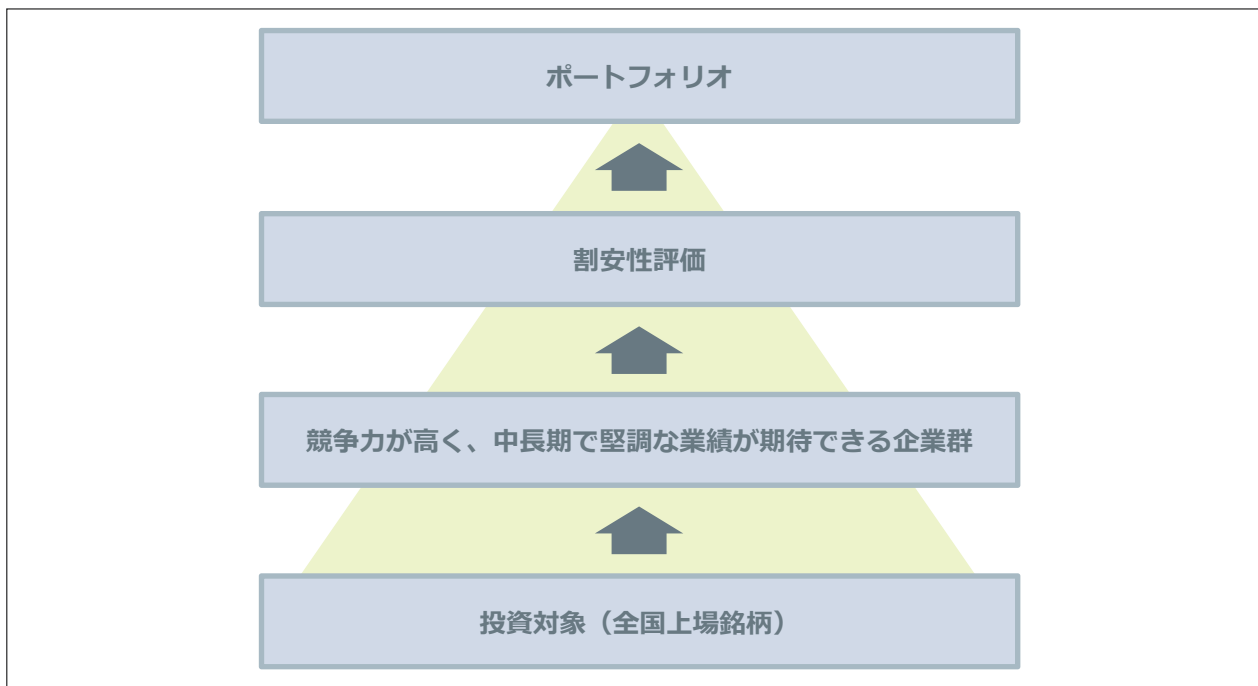 ポートフォリオ
割安性評価
競争力が高く、中長期で堅調な業績が期待できる企業群
投資対象（全国上場銘柄）